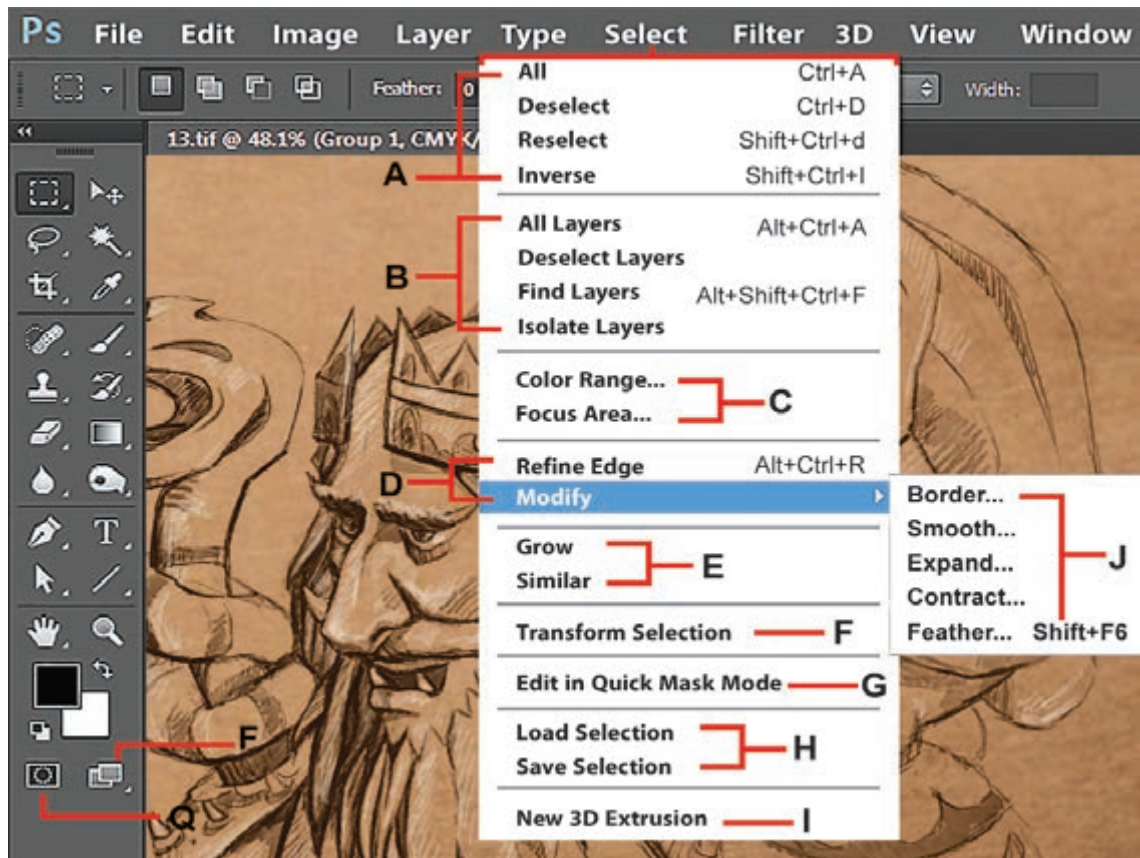 Ps File Edit Image Layer Type Select Filter 3D View Window
Feather: 0 Width:
13.tif @ 48.1% (Group 1, CMYK/
All Ctrl+A
Deselect Ctrl+D
Reselect Shift+Ctrl+d
A
Inverse Shift+Ctrl+I
All Layers Alt+Ctrl+A
Deselect Layers
B
Find Layers Alt+Shift+Ctrl+F
Isolate Layers
Color Range...
C
Focus Area...
Refine Edge Alt+Ctrl+R
D
Modify
Border...
Smooth...
Expand...
J
Contract...
Feather... Shift+F6
Grow
E
Similar
Transform Selection F
Edit in Quick Mask Mode G
Load Selection
H
Save Selection
New 3D Extrusion I
T
F
Q